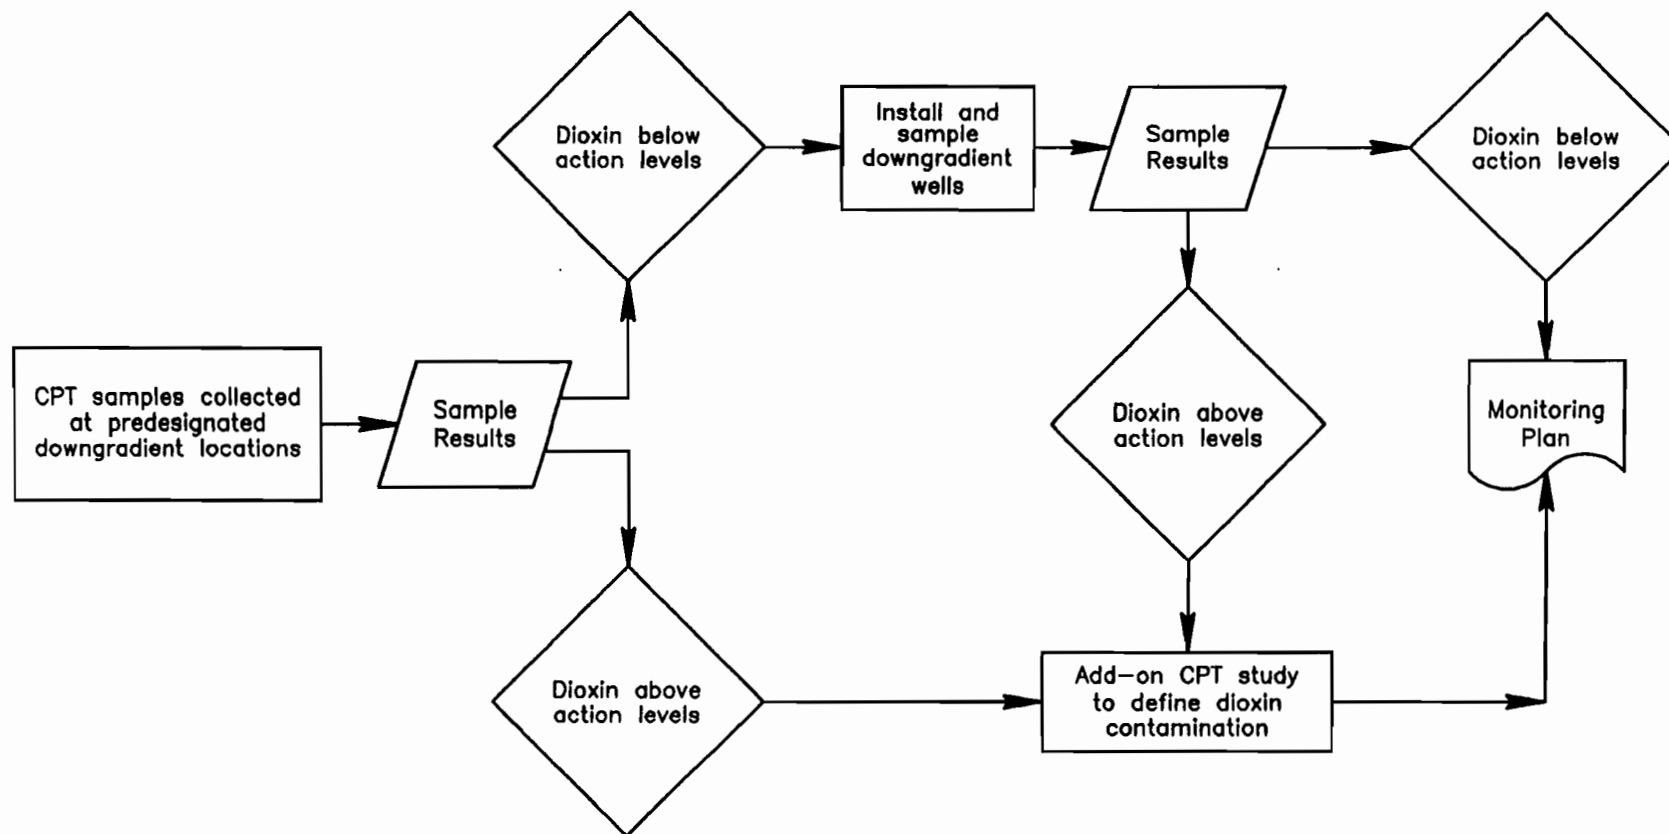 CPT samples collected
at predesignated
downgradient locations
Sample
Results
Dioxin below
action levels
Install and
sample
downgradient
wells
Sample
Results
Dioxin below
action levels
Dioxin above
action levels
Monitoring
Plan
Dioxin above
action levels
Add-on CPT study
to define dioxin
contamination